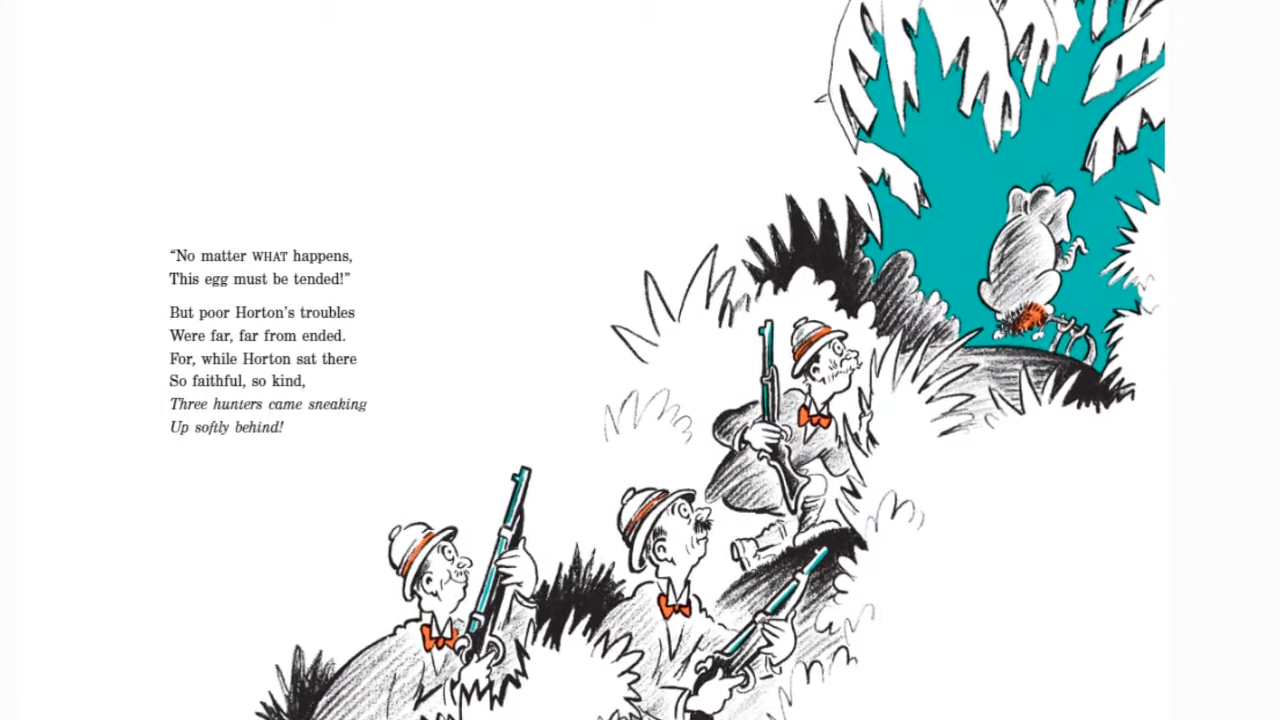 “No matter WHAT happens,
This egg must be tended!”
But poor Horton’s troubles
Were far, far from ended.
For, while Horton sat there
So faithful, so kind,
Three hunters came sneaking
Up softly behind!